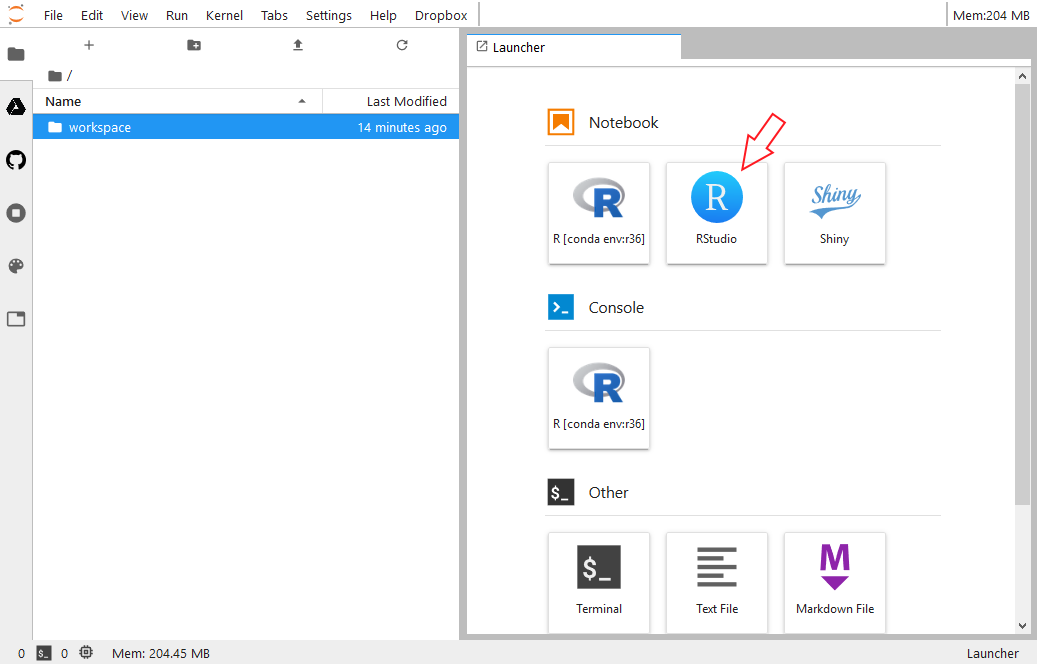 File Edit View Run Kernel Tabs Settings Help Dropbox Mem:204 MB
Launcher
/
Name Last Modified
workspace 14 minutes ago
Notebook
R R Shiny
R [conda env:r36] RStudio Shiny
>_ Console
R
R [conda env:r36]
$_ Other
$_ M
Terminal Text File Markdown File
0 $_ 0 Mem: 204.45 MB Launcher